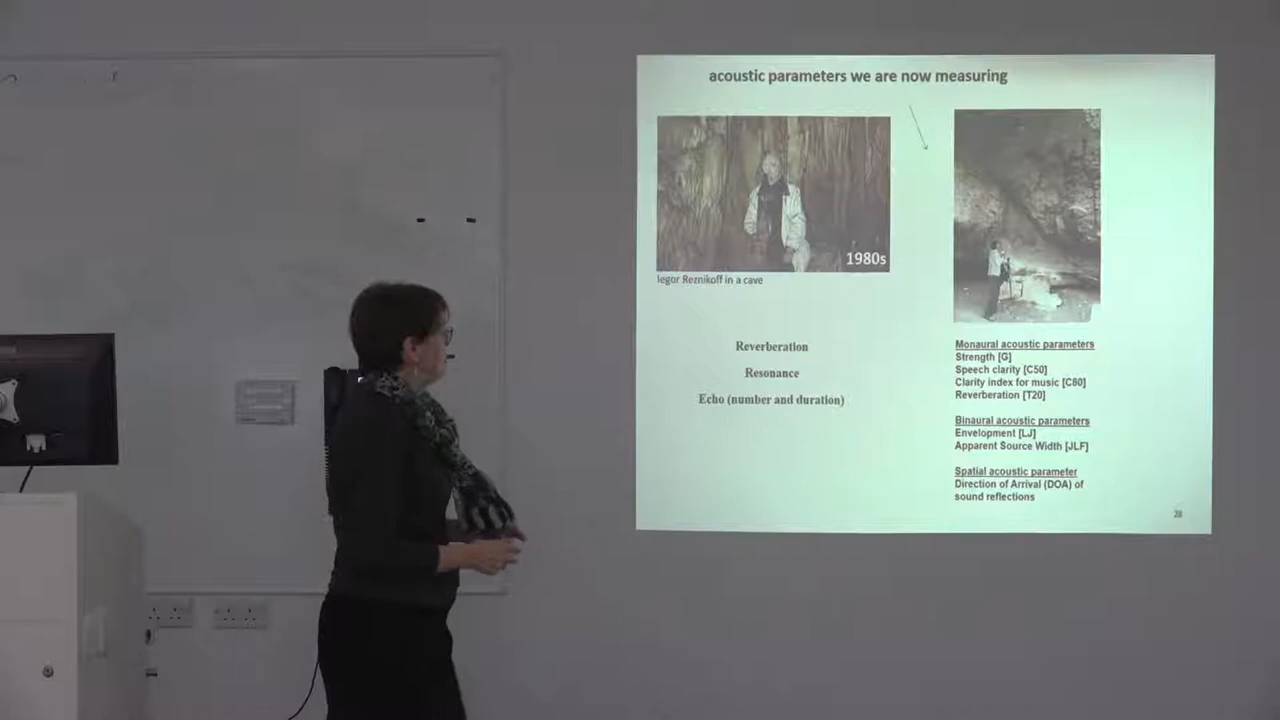 acoustic parameters we are now measuring
1980s
Iegor Reznikoff in a cave
Reverberation
Resonance
Echo (number and duration)
Monaural acoustic parameters
Strength [G]
Speech clarity [C50]
Clarity index for music [C80]
Reverberation [T20]
Binaural acoustic parameters
Envelopment [LJ]
Apparent Source Width [JLF]
Spatial acoustic parameter
Direction of Arrival (DOA) of
sound reflections
28